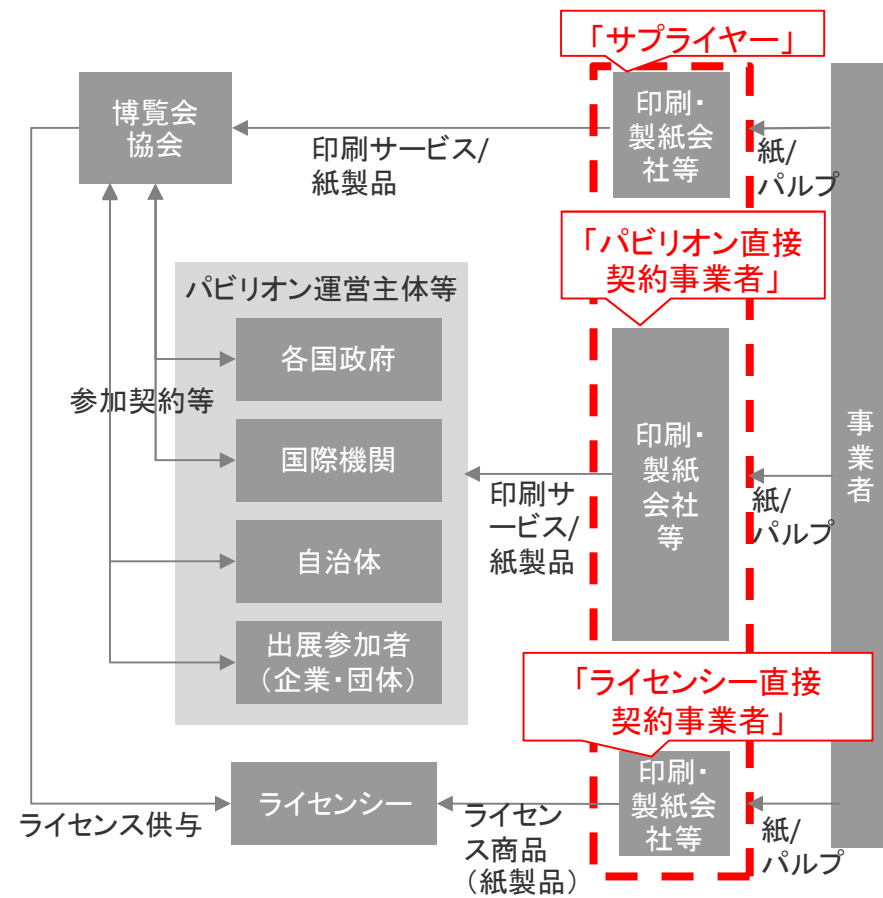 「サプライヤー」
博覧会
協会
印刷・
製紙会
社等
印刷サービス/
紙製品
紙/
パルプ
「パビリオン直接
契約事業者」
パビリオン運営主体等
各国政府
参加契約等
国際機関
自治体
出展参加者
（企業・団体）
印刷・
製紙
会社
等
印刷サ
ービス/
紙製品
紙/
パルプ
事
業
者
「ライセンシー直接
契約事業者」
ライセンシー
ライセンス供与
印刷・
製紙会
社等
ライセン
ス商品
（紙製品）
紙/
パルプ